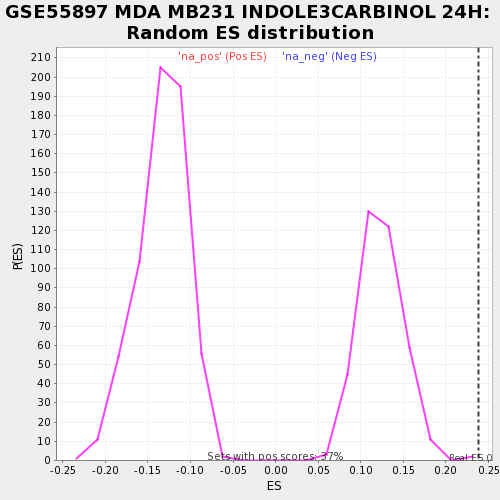 GSE55897 MDA MB231 INDOLE3CARBINOL 24H:
Random ES distribution
'na_pos' (Pos ES) 'na_neg' (Neg ES)
210
200
190
180
170
160
150
140
130
120
110
100
90
80
70
60
50
40
30
20
10
0
P(ES)
Sets with pos scores: 37%
Real ES 0
-0.25 -0.20 -0.15 -0.10 -0.05 0.00 0.05 0.10 0.15 0.20 0.25
ES